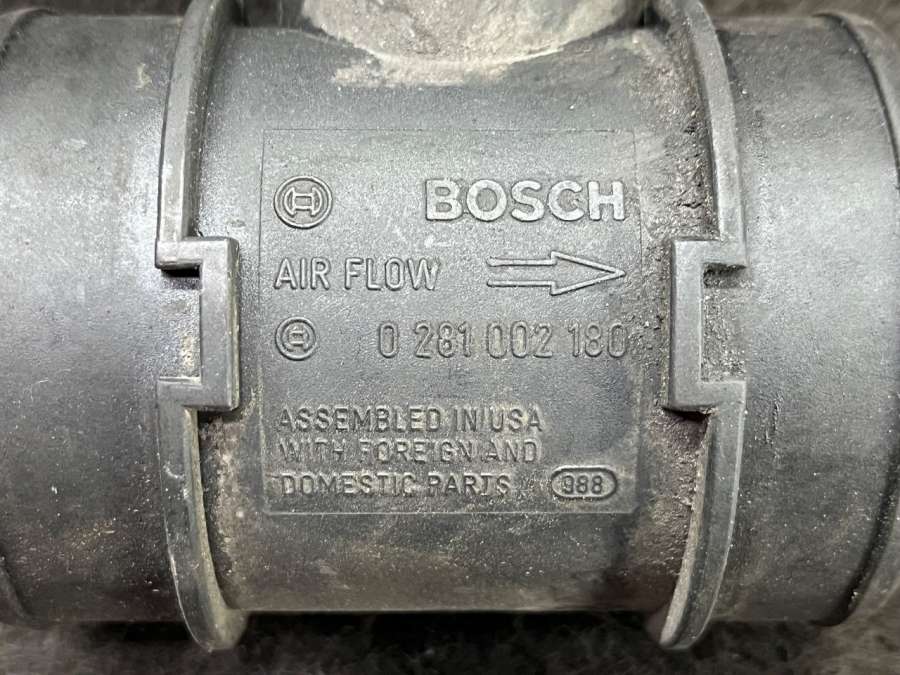 BOSCH
AIR FLOW
0 281 002 180
ASSEMBLED IN USA
WITH FOREIGN AND
DOMESTIC PARTS 988